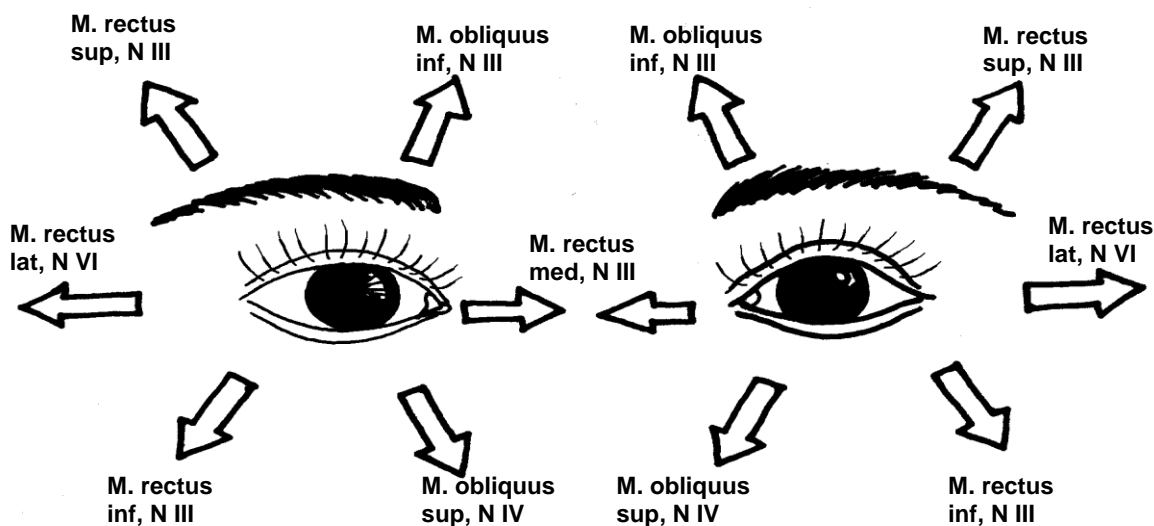 M. rectus
sup, N III
M. obliquus
inf, N III
M. obliquus
inf, N III
M. rectus
sup, N III
M. rectus
lat, N VI
M. rectus
med, N III
M. rectus
lat, N VI
M. rectus
inf, N III
M. obliquus
sup, N IV
M. obliquus
sup, N IV
M. rectus
inf, N III